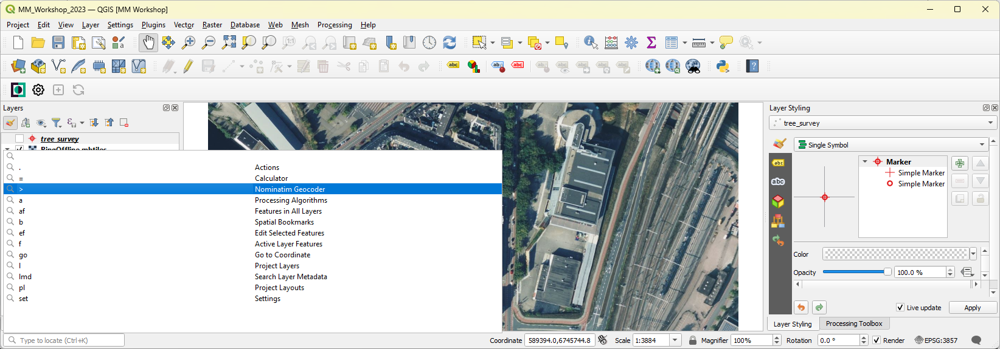 MM_Workshop_2023 — QGIS [MM Workshop]
Project Edit View Layer Settings Plugins Vector Raster Database Web Mesh Processing Help
Layers
tree_survey
RingOffline.mbtiles
. Actions
= Calculator
> Nominatim Geocoder
a Processing Algorithms
af Features in All Layers
b Spatial Bookmarks
ef Edit Selected Features
f Active Layer Features
go Go to Coordinate
l Project Layers
lmd Search Layer Metadata
pl Project Layouts
set Settings
Layer Styling
tree_survey
Single Symbol
Marker
Simple Marker
Simple Marker
Color
Opacity 100.0 %
Live update Apply
Layer Styling Processing Toolbox
Type to locate (Ctrl+K) Coordinate 589394.0,6745744.8 Scale 1:3884 Magnifier 100% Rotation 0.0 ° Render EPSG:3857